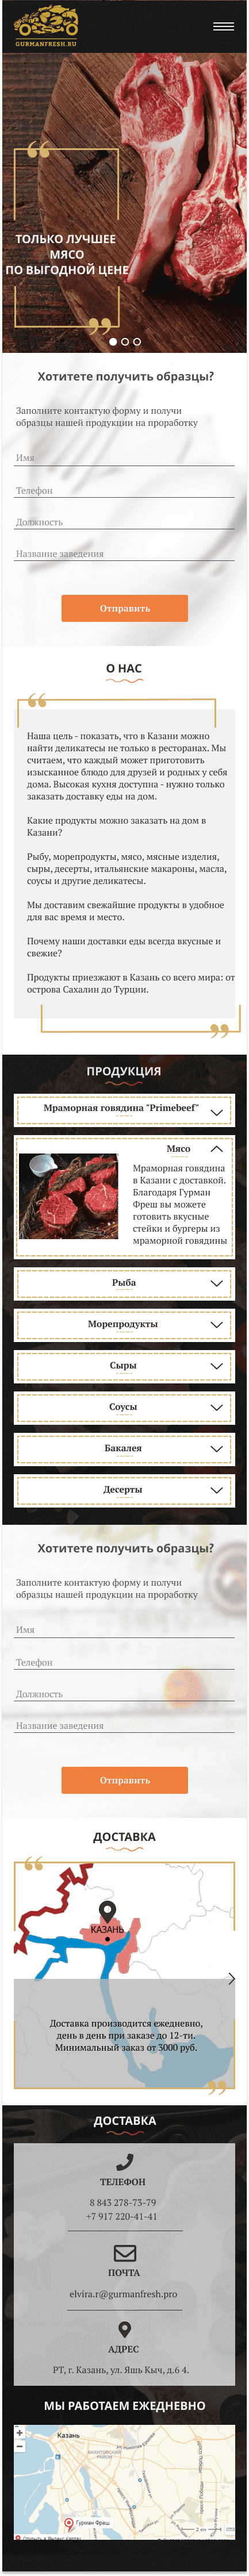 GURMANFRESH.RU
ТОЛЬКО ЛУЧШЕЕ
МЯСО
ПО ВЫГОДНОЙ ЦЕНЕ
Хотитете получить образцы?
Заполните контактую форму и получи
образцы нашей продукции на проработку
Имя
Телефон
Должность
Название заведения
Отправить
О НАС
Наша цель - показать, что в Казани можно
найти деликатесы не только в ресторанах. Мы
считаем, что каждый может приготовить
изысканное блюдо для друзей и родных у себя
дома. Высокая кухня доступна - нужно только
заказать доставку еды на дом.
Какие продукты можно заказать на дом в
Казани?
Рыбу, морепродукты, мясо, мясные изделия,
сыры, десерты, итальянские макароны, масла,
соусы и другие деликатесы.
Мы доставим свежайшие продукты в удобное
для вас время и место.
Почему наши доставки еды всегда вкусные и
свежие?
Продукты приезжают в Казань со всего мира: от
острова Сахалин до Турции.
ПРОДУКЦИЯ
Мраморная говядина "Primebeef"
Мясо
Мраморная говядина
в Казани с доставкой.
Благодаря Гурман
Фреш вы можете
готовить вкусные
стейки и бургеры из
мраморной говядины
Рыба
Морепродукты
Сыры
Соусы
Бакалея
Десерты
Хотитете получить образцы?
Заполните контактую форму и получи
образцы нашей продукции на проработку
Имя
Телефон
Должность
Название заведения
Отправить
ДОСТАВКА
КАЗАНЬ
Доставка производится ежедневно,
день в день при заказе до 12-ти.
Минимальный заказ от 3000 руб.
ДОСТАВКА
ТЕЛЕФОН
8 843 278-73-79
+7 917 220-41-41
ПОЧТА
elvira.r@gurmanfresh.pro
АДРЕС
РТ, г. Казань, ул. Яшь Кыч, д.6 4.
МЫ РАБОТАЕМ ЕЖЕДНЕВНО
Казань
Гурман Фреш
2 км